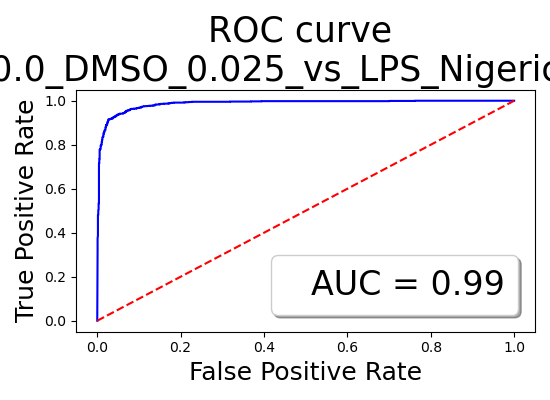 ROC curve
0.0_DMSO_0.025_vs_LPS_Nigeric
True Positive Rate
1.0
0.8
0.6
0.4
0.2
0.0
AUC = 0.99
0.0 0.2 0.4 0.6 0.8 1.0
False Positive Rate